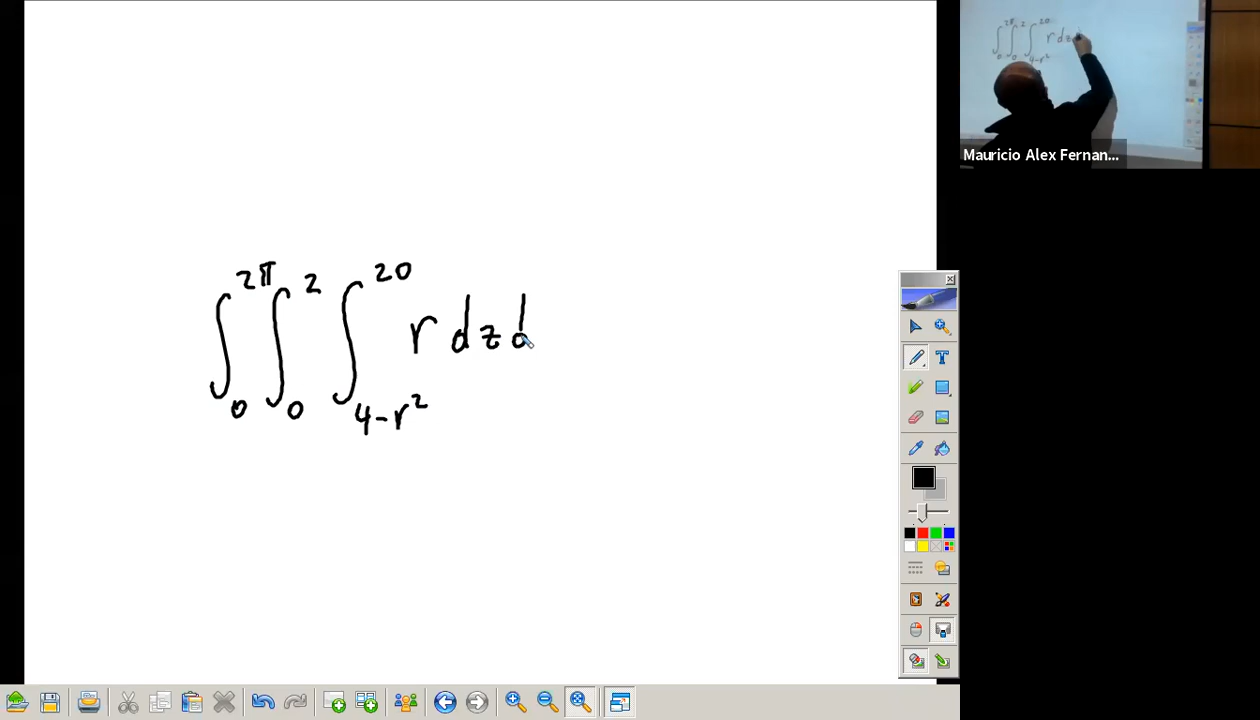 ∫₀^{2π} ∫₀^{2} ∫_{4-r²}^{20} r dz d
Mauricio Alex Fernan...
T